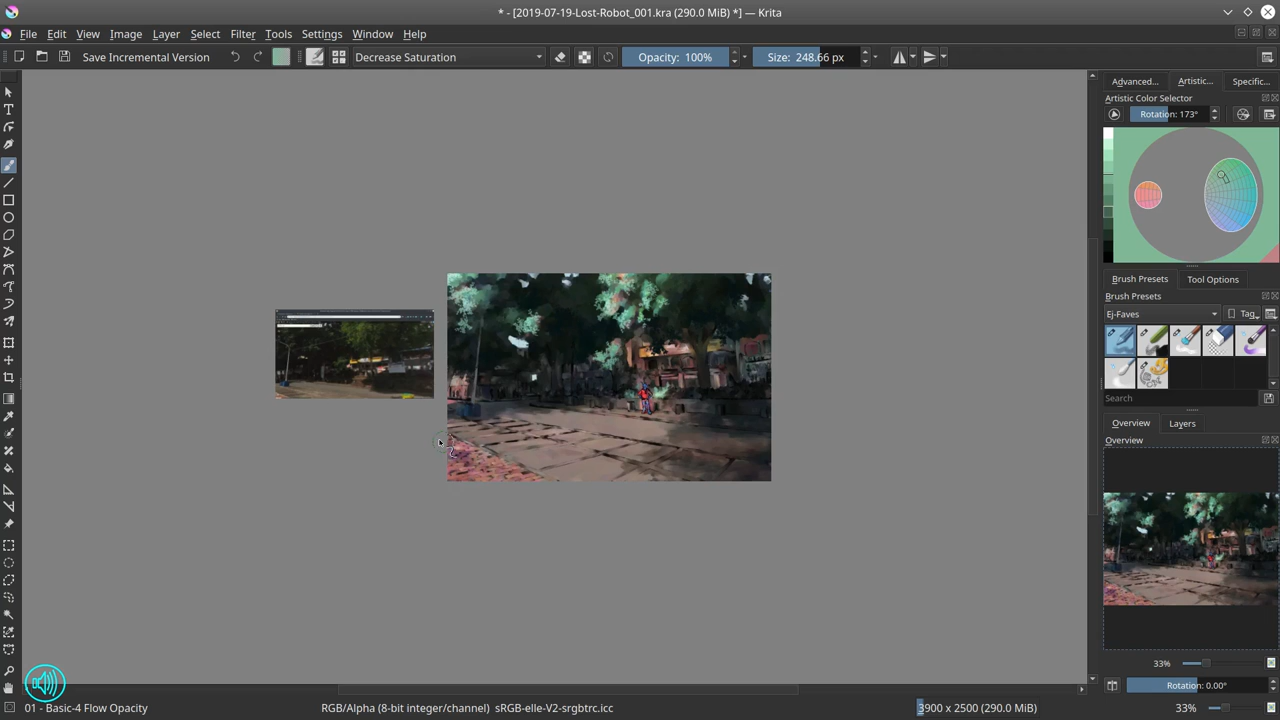 * - [2019-07-19-Lost-Robot_001.kra (290.0 MiB) *] — Krita
File Edit View Image Layer Select Filter Tools Settings Window Help
Save Incremental Version Decrease Saturation Opacity: 100% Size: 248.66 px
Advanced... Artistic... Specific...
Artistic Color Selector
Rotation: 173°
Brush Presets Tool Options
Brush Presets
Ej-Faves Tag
Search
Overview Layers
Overview
33%
Rotation: 0.00°
01 - Basic-4 Flow Opacity RGB/Alpha (8-bit integer/channel) sRGB-elle-V2-srgbtrc.icc 3900 x 2500 (290.0 MiB) 33%